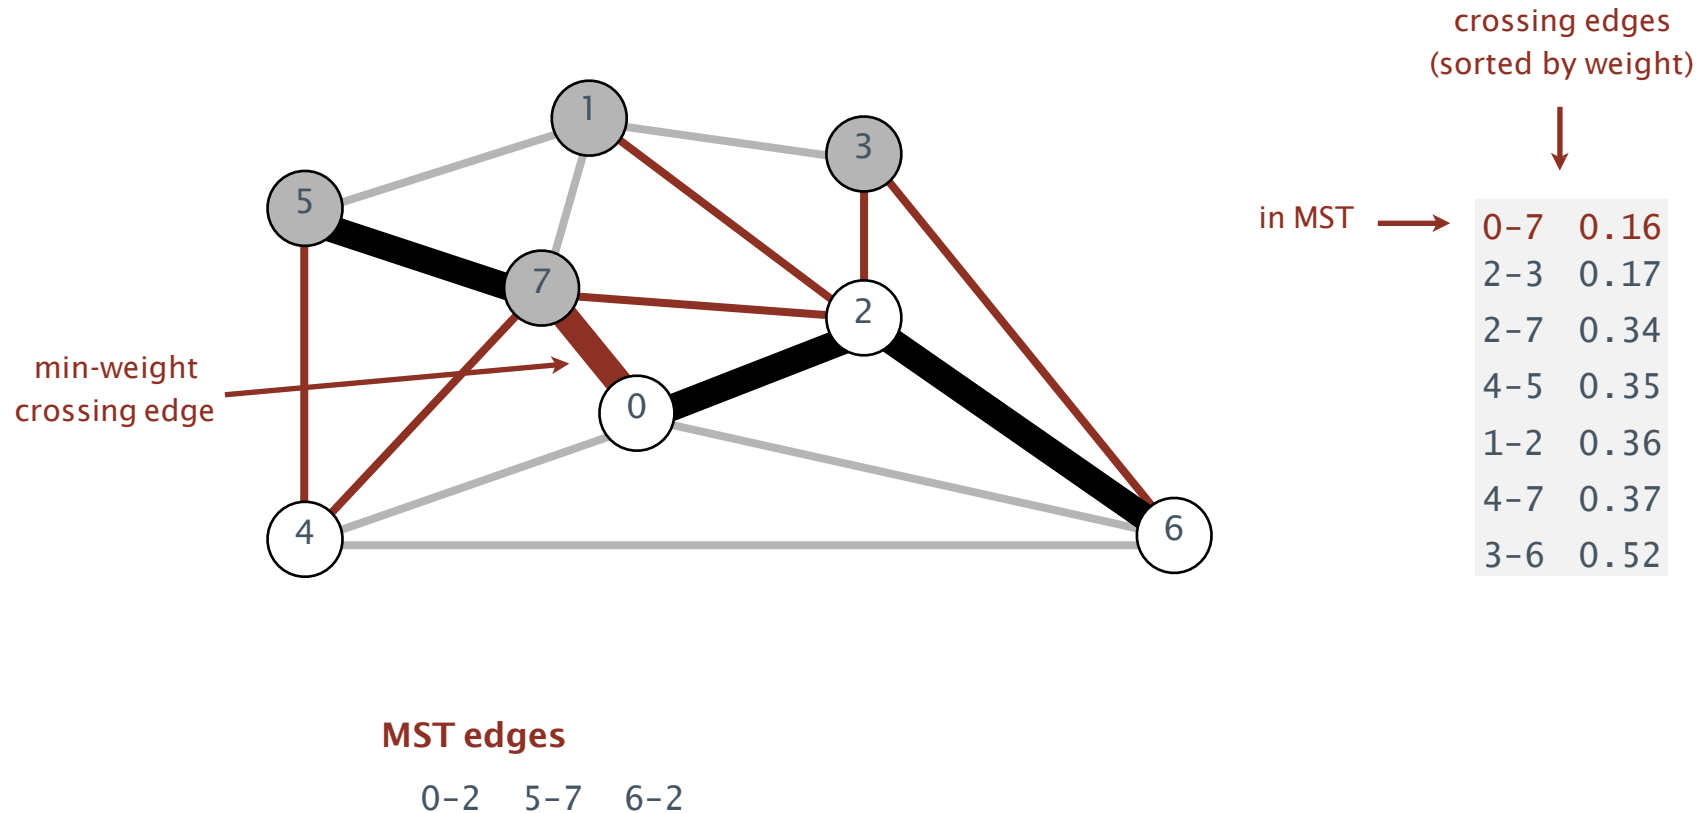 crossing edges
(sorted by weight)
in MST
0-7 0.16
2-3 0.17
2-7 0.34
4-5 0.35
1-2 0.36
4-7 0.37
3-6 0.52
1
3
5
7
2
min-weight
crossing edge
0
4
6
MST edges
0-2 5-7 6-2